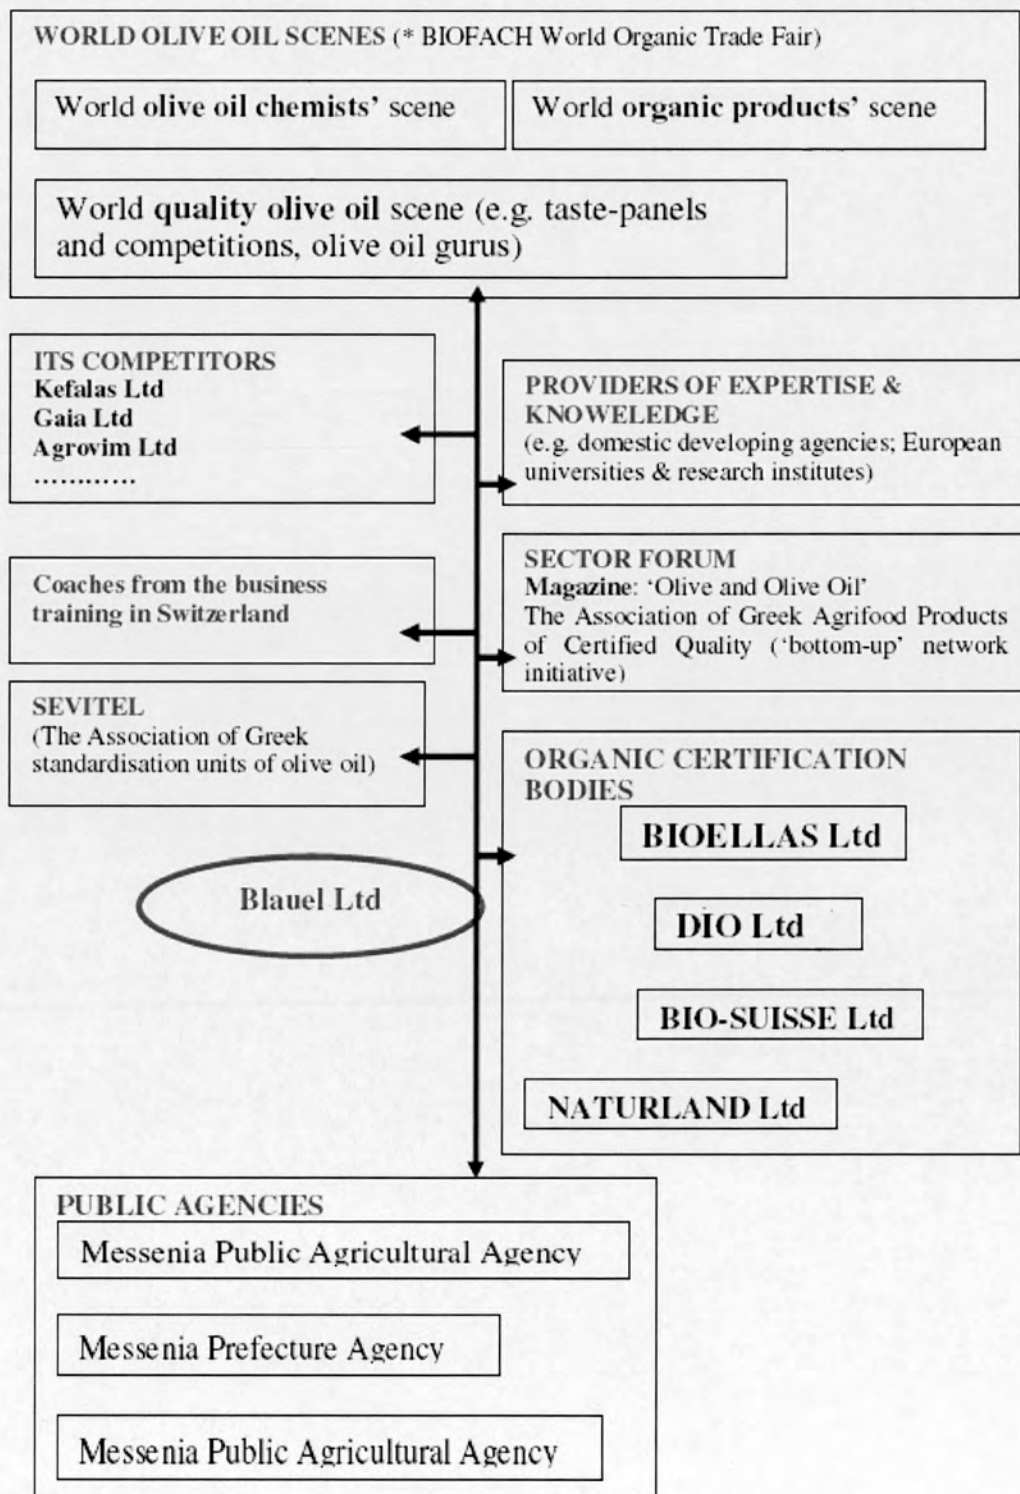 WORLD OLIVE OIL SCENES (* BIOFACH World Organic Trade Fair)
World olive oil chemists' scene
World organic products' scene
World quality olive oil scene (e.g. taste-panels
and competitions, olive oil gurus)
ITS COMPETITORS
Kefalas Ltd
Gaia Ltd
Agrovim Ltd
…………
PROVIDERS OF EXPERTISE &
KNOWELEDGE
(e.g. domestic developing agencies; European
universities & research institutes)
Coaches from the business
training in Switzerland
SECTOR FORUM
Magazine: 'Olive and Olive Oil'
The Association of Greek Agrifood Products
of Certified Quality ('bottom-up' network
initiative)
SEVITEL
(The Association of Greek
standardisation units of olive oil)
ORGANIC CERTIFICATION
BODIES
BIOELLAS Ltd
DIO Ltd
BIO-SUISSE Ltd
NATURLAND Ltd
Blauel Ltd
PUBLIC AGENCIES
Messenia Public Agricultural Agency
Messenia Prefecture Agency
Messenia Public Agricultural Agency